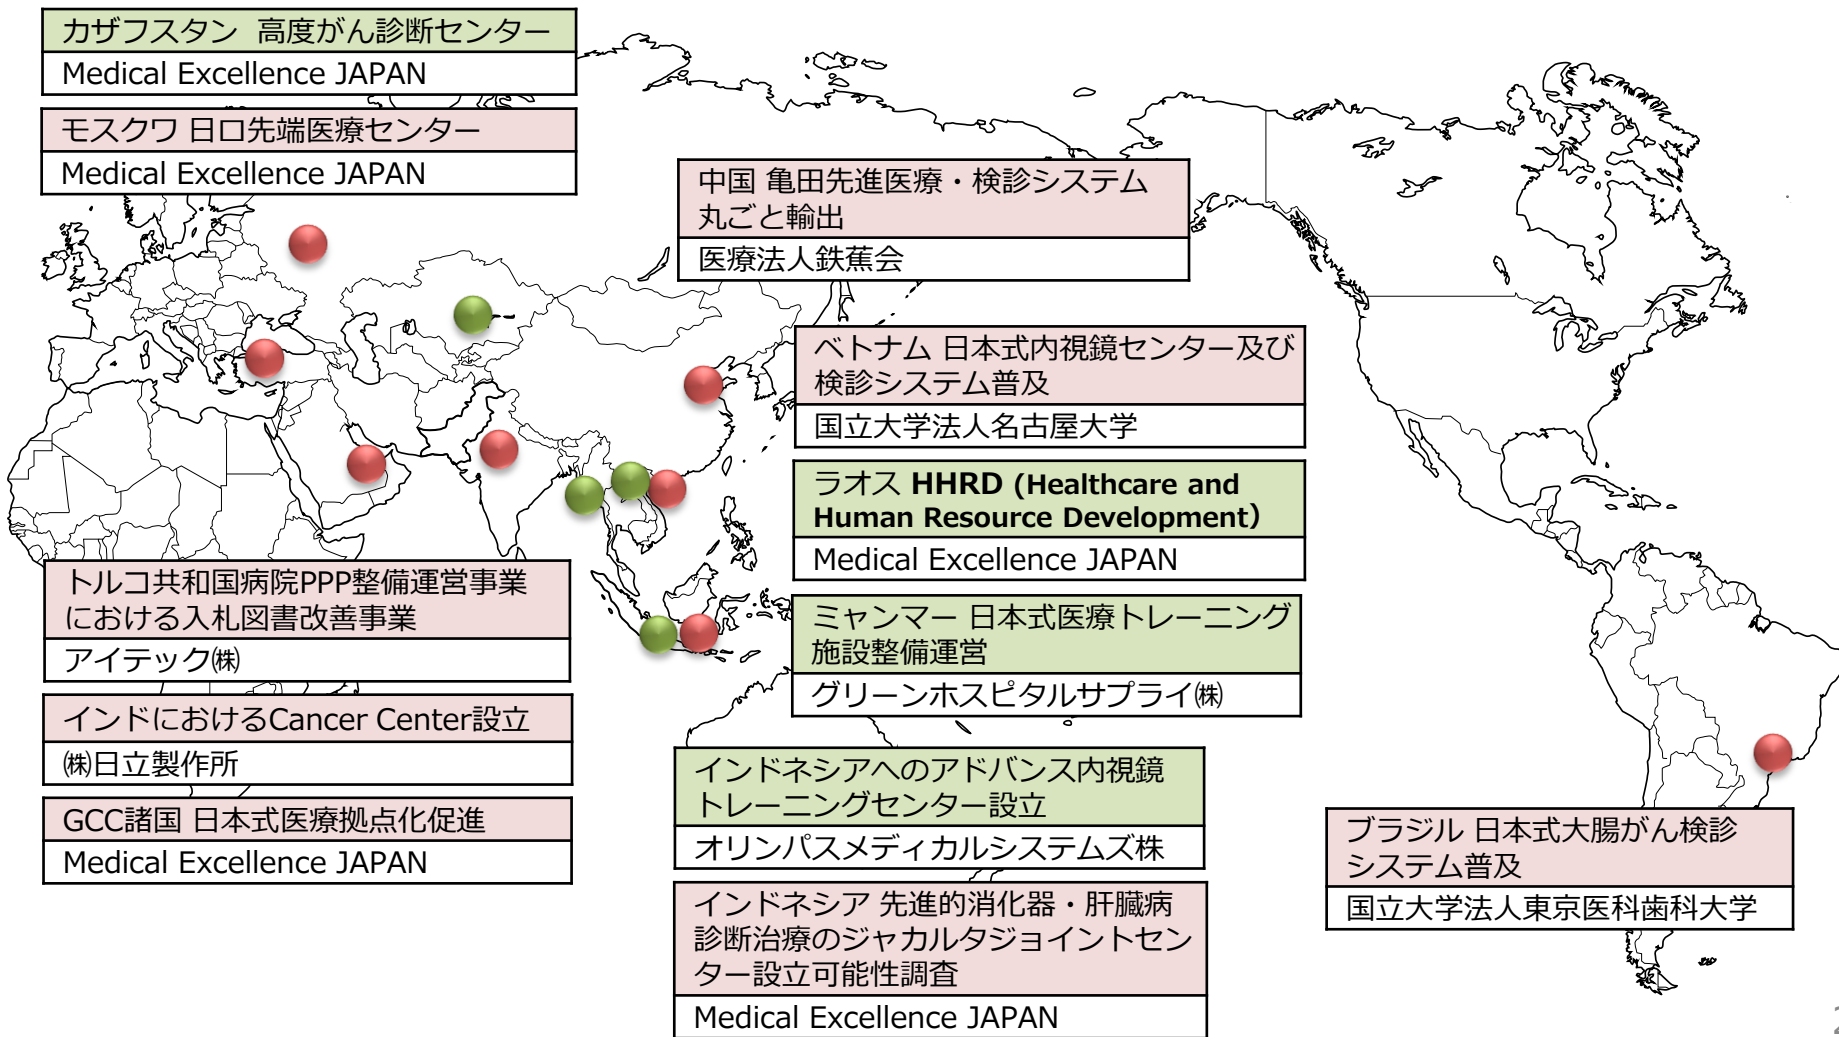 カザフスタン 高度がん診断センター
Medical Excellence JAPAN
モスクワ 日ロ先端医療センター
Medical Excellence JAPAN
中国 亀田先進医療・検診システム
丸ごと輸出
医療法人鉄蕉会
ベトナム 日本式内視鏡センター及び
検診システム普及
国立大学法人名古屋大学
ラオス HHRD (Healthcare and
Human Resource Development）
Medical Excellence JAPAN
トルコ共和国病院PPP整備運営事業
における入札図書改善事業
アイテック㈱
ミャンマー 日本式医療トレーニング
施設整備運営
グリーンホスピタルサプライ㈱
インドにおけるCancer Center設立
㈱日立製作所
GCC諸国 日本式医療拠点化促進
Medical Excellence JAPAN
インドネシアへのアドバンス内視鏡
トレーニングセンター設立
オリンパスメディカルシステムズ株
インドネシア 先進的消化器・肝臓病
診断治療のジャカルタジョイントセン
ター設立可能性調査
Medical Excellence JAPAN
ブラジル 日本式大腸がん検診
システム普及
国立大学法人東京医科歯科大学